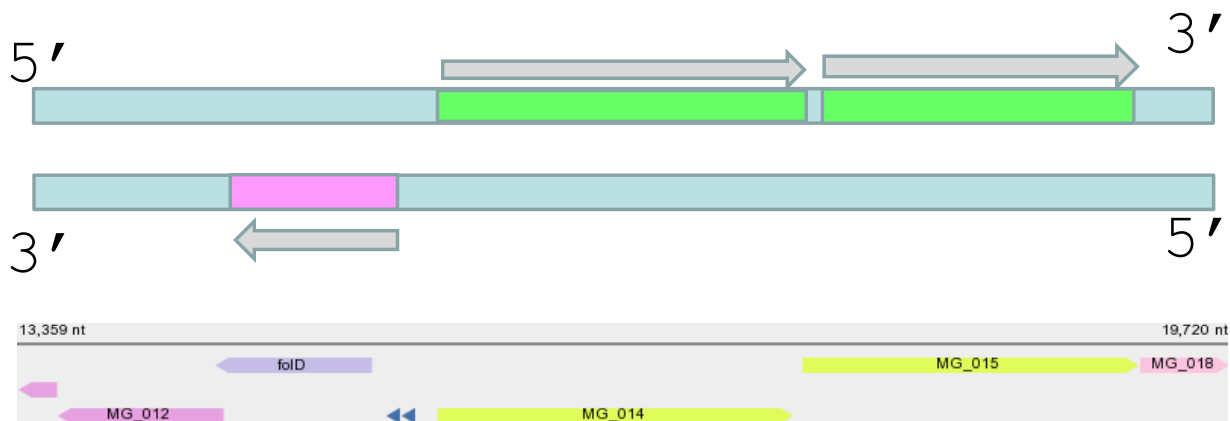 5′ 3′
3′ 5′
13,359 nt 19,720 nt
folD MG_015 MG_018
MG_012 MG_014